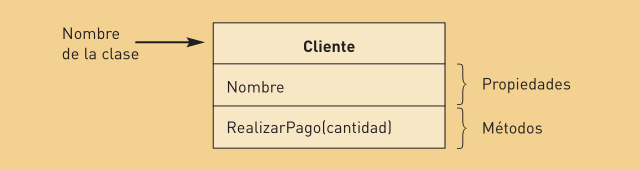 Nombre
de la clase
Cliente
Nombre
Propiedades
RealizarPago(cantidad)
Métodos